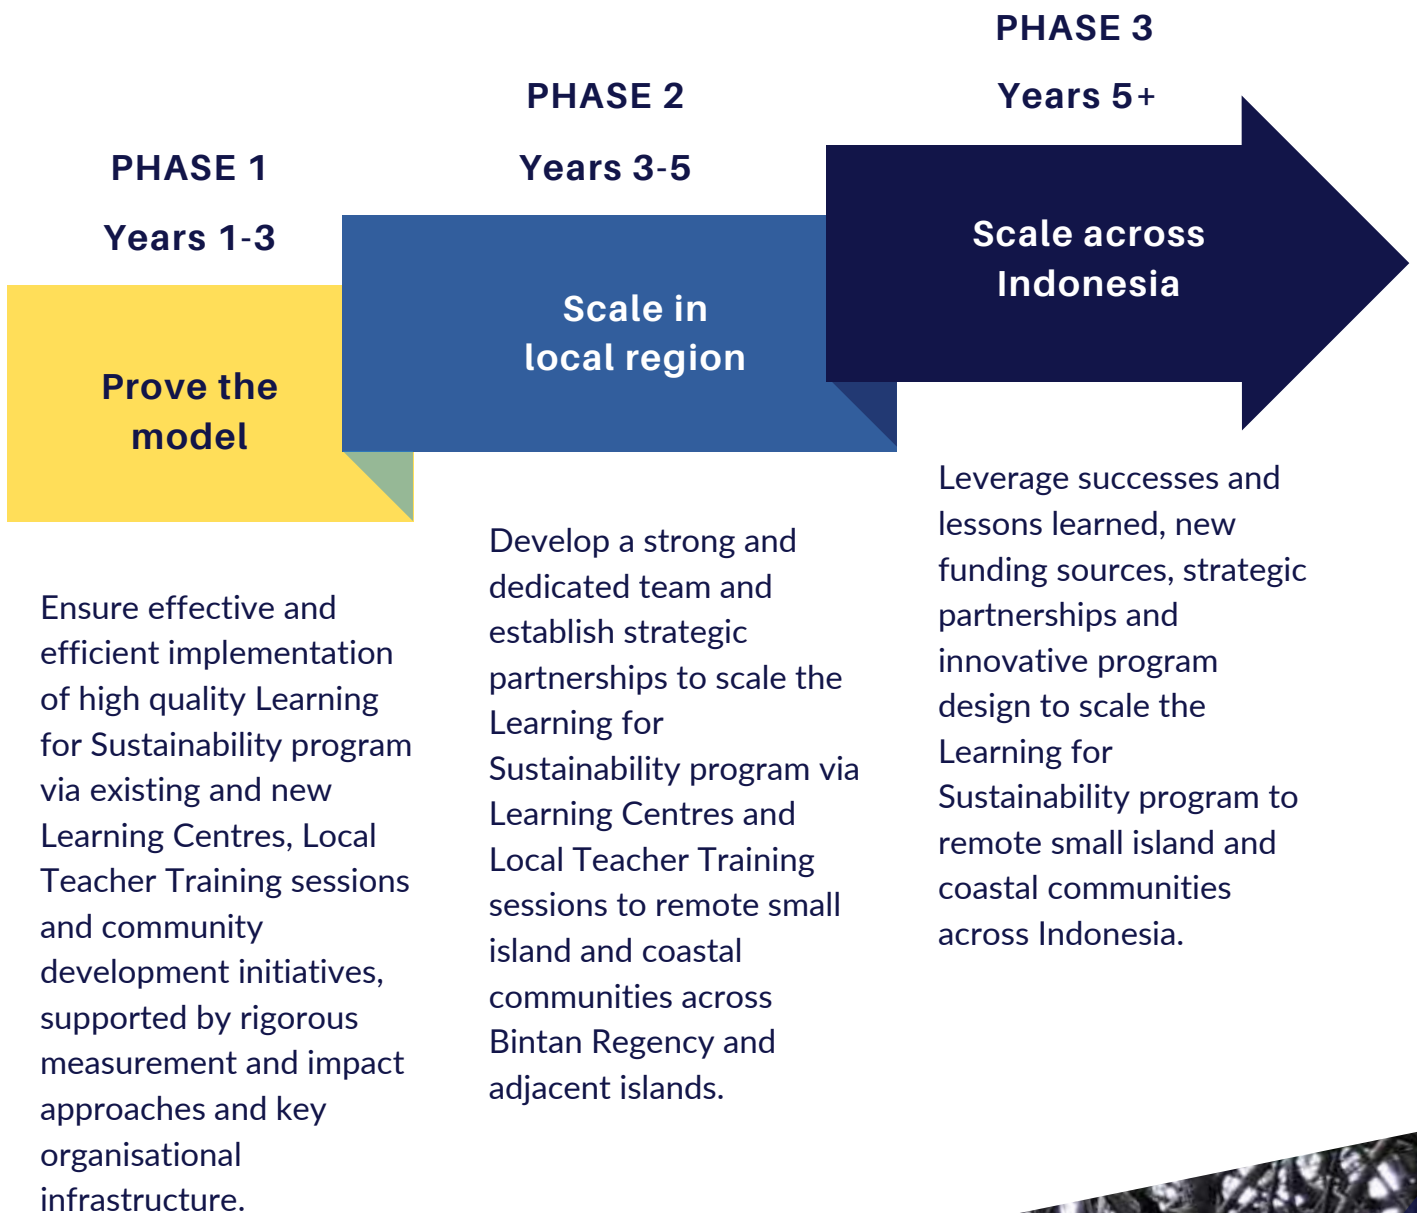 PHASE 1
Years 1-3
Prove the
model
Ensure effective and
efficient implementation
of high quality Learning
for Sustainability program
via existing and new
Learning Centres, Local
Teacher Training sessions
and community
development initiatives,
supported by rigorous
measurement and impact
approaches and key
organisational
infrastructure.
PHASE 2
Years 3-5
Scale in
local region
Develop a strong and
dedicated team and
establish strategic
partnerships to scale the
Learning for
Sustainability program via
Learning Centres and
Local Teacher Training
sessions to remote small
island and coastal
communities across
Bintan Regency and
adjacent islands.
PHASE 3
Years 5+
Scale across
Indonesia
Leverage successes and
lessons learned, new
funding sources, strategic
partnerships and
innovative program
design to scale the
Learning for
Sustainability program to
remote small island and
coastal communities
across Indonesia.